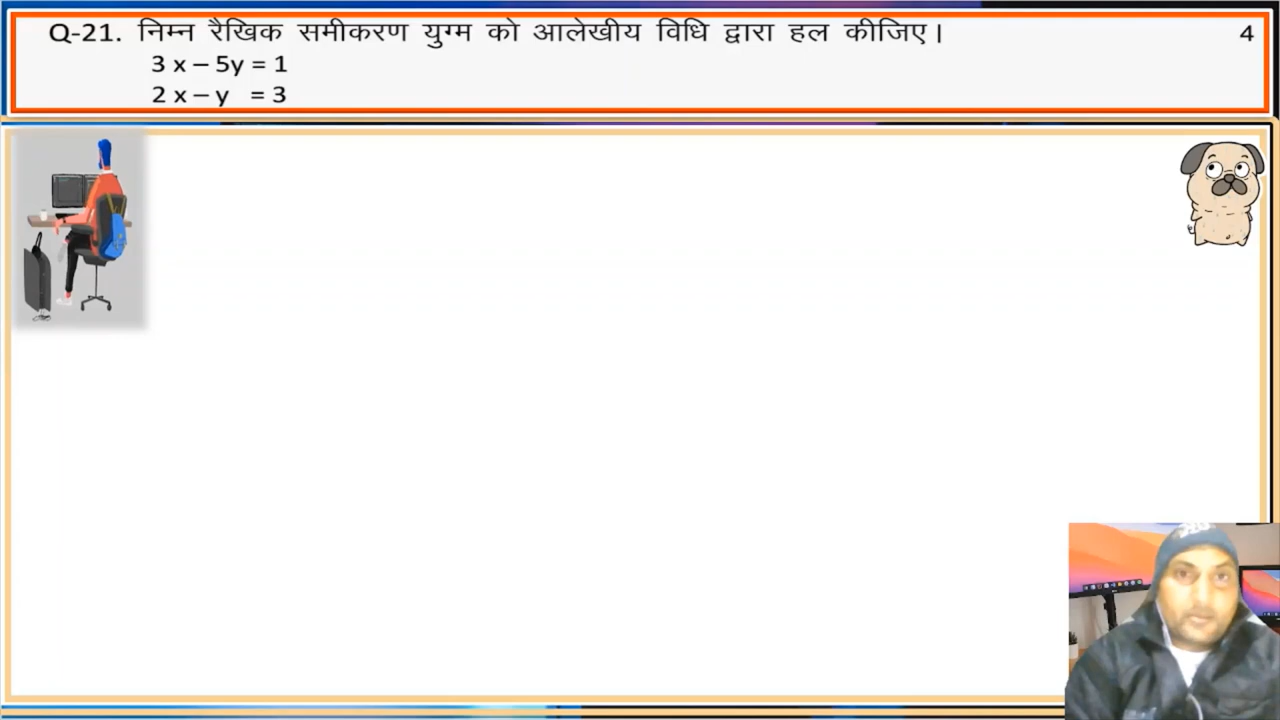 Q-21. निम्न रैखिक समीकरण युग्म को आलेखीय विधि द्वारा हल कीजिए। 4
3 x – 5y = 1
2 x – y = 3